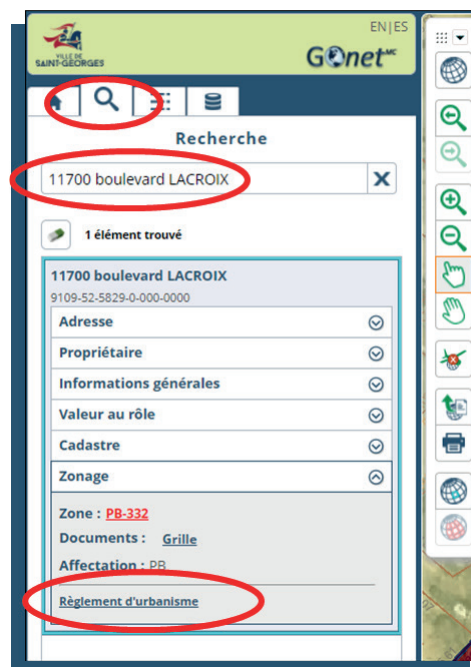 EN|ES
VILLE DE
SAINT-GEORGES
GOnet MC
Recherche
11700 boulevard LACROIX
X
1 élément trouvé
11700 boulevard LACROIX
9109-52-5829-0-000-0000
Adresse
Propriétaire
Informations générales
Valeur au rôle
Cadastre
Zonage
Zone : PB-332
Documents : Grille
Affectation : PB
Règlement d'urbanisme